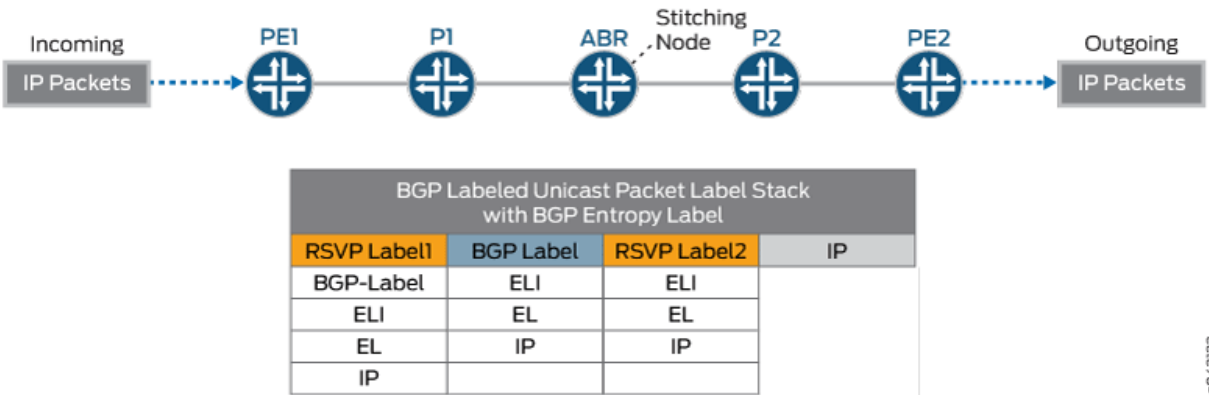 Incoming
IP Packets
PE1
P1
ABR
Stitching
Node
P2
PE2
Outgoing
IP Packets
BGP Labeled Unicast Packet Label Stack
with BGP Entropy Label
RSVP Label1 BGP Label RSVP Label2 IP
BGP-Label ELI ELI
ELI EL EL
EL IP IP
IP